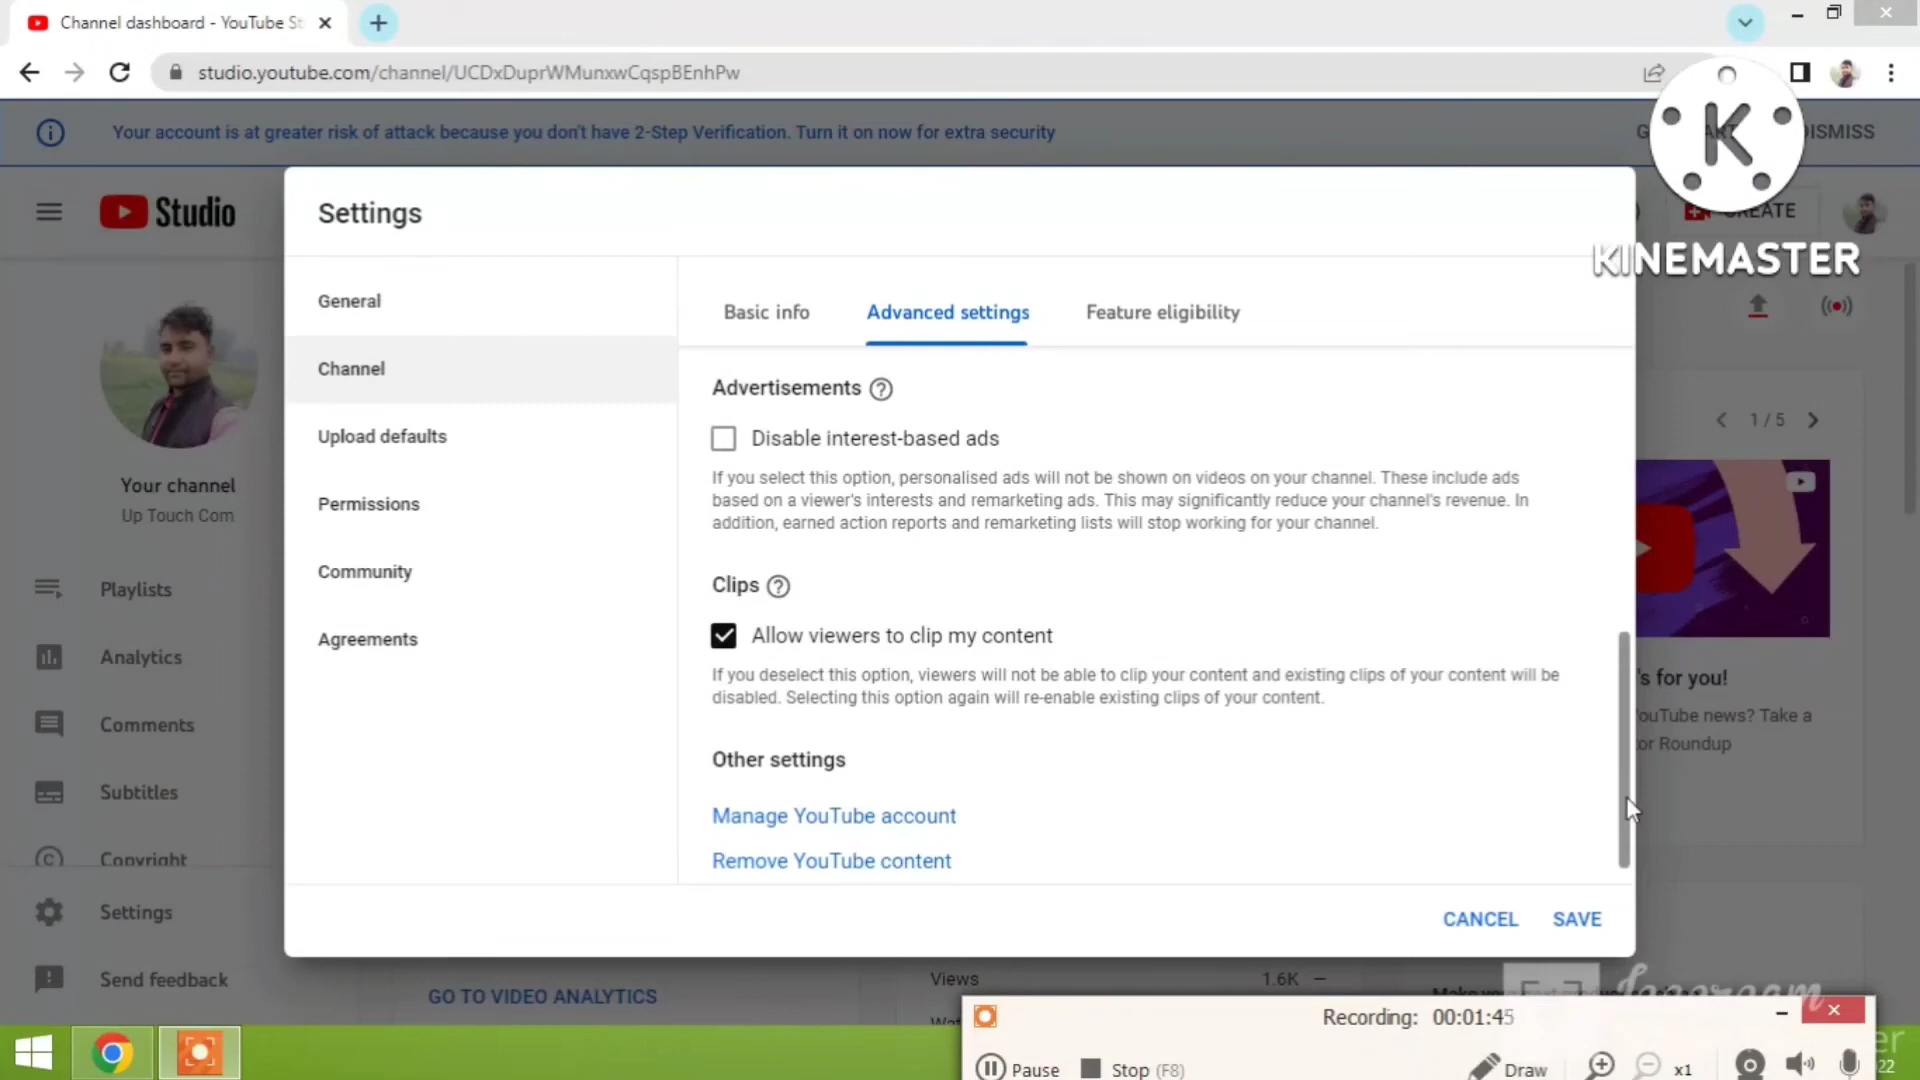 Channel dashboard - YouTube St
studio.youtube.com/channel/UCDxDuprWMunxwCqspBEnhPw
Your account is at greater risk of attack because you don't have 2-Step Verification. Turn it on now for extra security
DISMISS
K
KINEMASTER
Studio
CREATE
Settings
General
Channel
Upload defaults
Permissions
Community
Agreements
Basic info
Advanced settings
Feature eligibility
Advertisements
Disable interest-based ads
If you select this option, personalised ads will not be shown on videos on your channel. These include ads
based on a viewer's interests and remarketing ads. This may significantly reduce your channel's revenue. In
addition, earned action reports and remarketing lists will stop working for your channel.
Clips
Allow viewers to clip my content
If you deselect this option, viewers will not be able to clip your content and existing clips of your content will be
disabled. Selecting this option again will re-enable existing clips of your content.
Other settings
Manage YouTube account
Remove YouTube content
CANCEL
SAVE
Your channel
Up Touch Com
Playlists
Analytics
Comments
Subtitles
Copyright
Settings
Send feedback
1 / 5
's for you!
ouTube news? Take a
or Roundup
GO TO VIDEO ANALYTICS
Views
1.6K
Recording: 00:01:45
Pause
Stop (F8)
Draw
x1